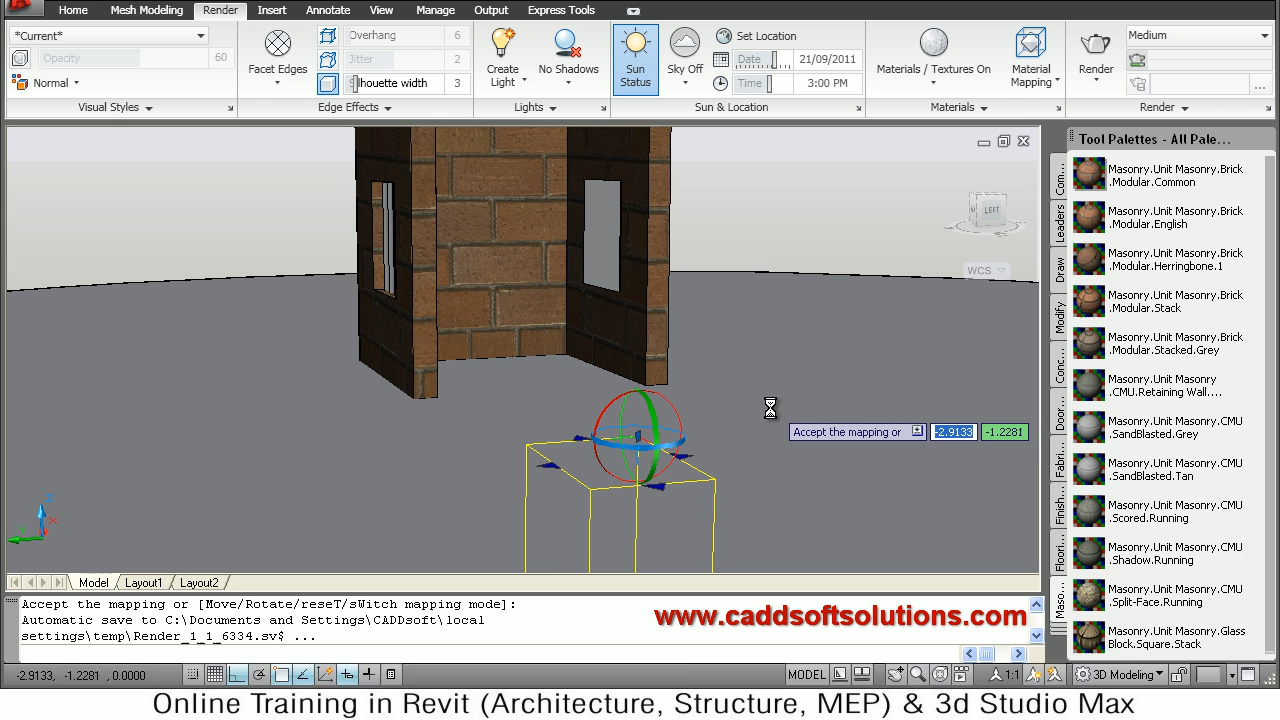 Home Mesh Modeling Render Insert Annotate View Manage Output Express Tools
*Current*
Opacity 60
Normal
Visual Styles
Facet Edges
Overhang 6
Jitter 2
houette width 3
Edge Effects
Create Light
No Shadows
Lights
Sun Status
Sky Off
Set Location
Date 21/09/2011
Time 3:00 PM
Sun & Location
Materials / Textures On
Material Mapping
Materials
Render
Medium
...
Render
Tool Palettes - All Pale...
LEFT
WCS
Com...
Leaders
Draw
Modify
Conc...
Door...
Fabri...
Finish...
Floori...
Maso...
Masonry.Unit Masonry.Brick
.Modular.Common
Masonry.Unit Masonry.Brick
.Modular.English
Masonry.Unit Masonry.Brick
.Modular.Herringbone.1
Masonry.Unit Masonry.Brick
.Modular.Stack
Masonry.Unit Masonry.Brick
.Modular.Stacked.Grey
Masonry.Unit Masonry
.CMU.Retaining Wall....
Masonry.Unit Masonry.CMU
.SandBlasted.Grey
Masonry.Unit Masonry.CMU
.SandBlasted.Tan
Masonry.Unit Masonry.CMU
.Scored.Running
Masonry.Unit Masonry.CMU
.Shadow.Running
Masonry.Unit Masonry.CMU
.Split-Face.Running
Masonry.Unit Masonry.Glass
Block.Square.Stack
Accept the mapping or -2.9133 -1.2281
Z
X
Y
Model Layout1 Layout2
Accept the mapping or [Move/Rotate/reseT/sWitch mapping mode]:
Automatic save to C:\Documents and Settings\CADDsoft\local
settings\temp\Render_1_1_6334.sv$ ...
www.caddsoftsolutions.com
-2.9133, -1.2281 , 0.0000
MODEL
1:1
3D Modeling
Online Training in Revit (Architecture, Structure, MEP) & 3d Studio Max